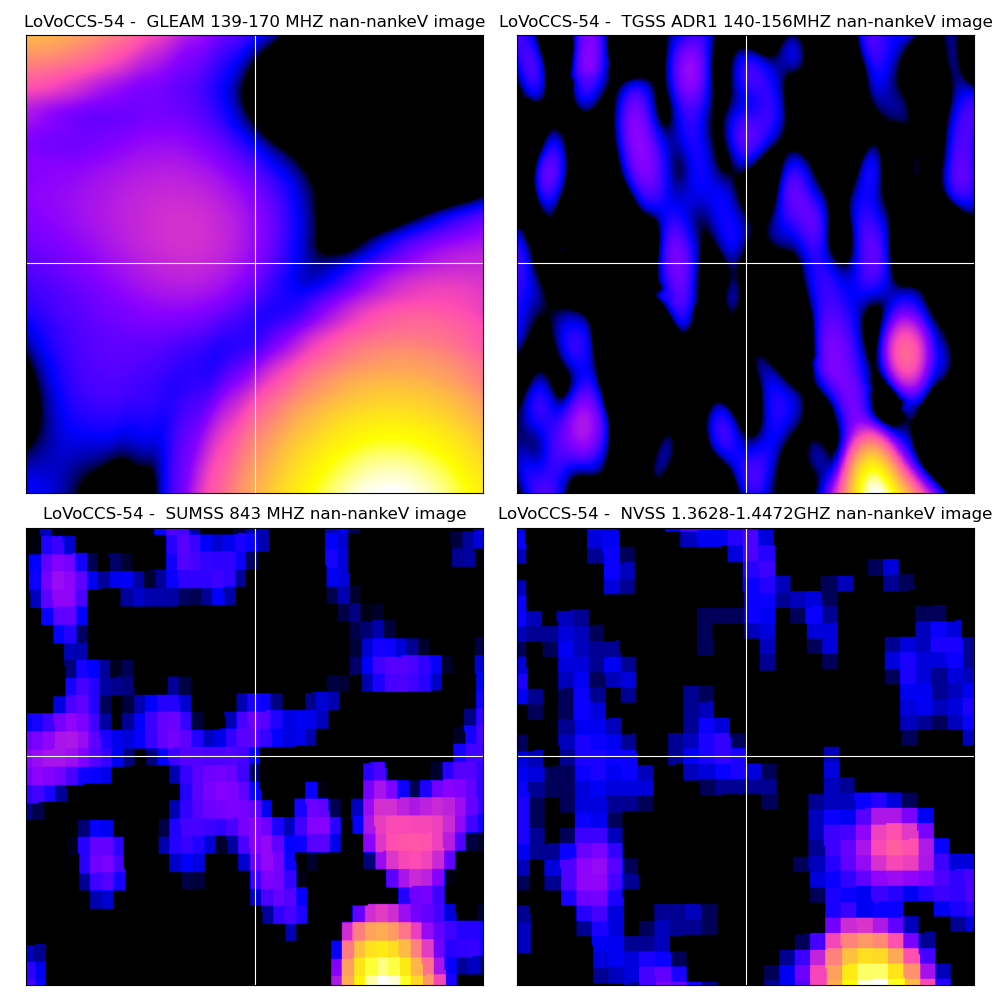 LoVoCCS-54 - GLEAM 139-170 MHZ nan-nankeV image
LoVoCCS-54 - TGSS ADR1 140-156MHZ nan-nankeV image
LoVoCCS-54 - SUMSS 843 MHZ nan-nankeV image
LoVoCCS-54 - NVSS 1.3628-1.4472GHZ nan-nankeV image